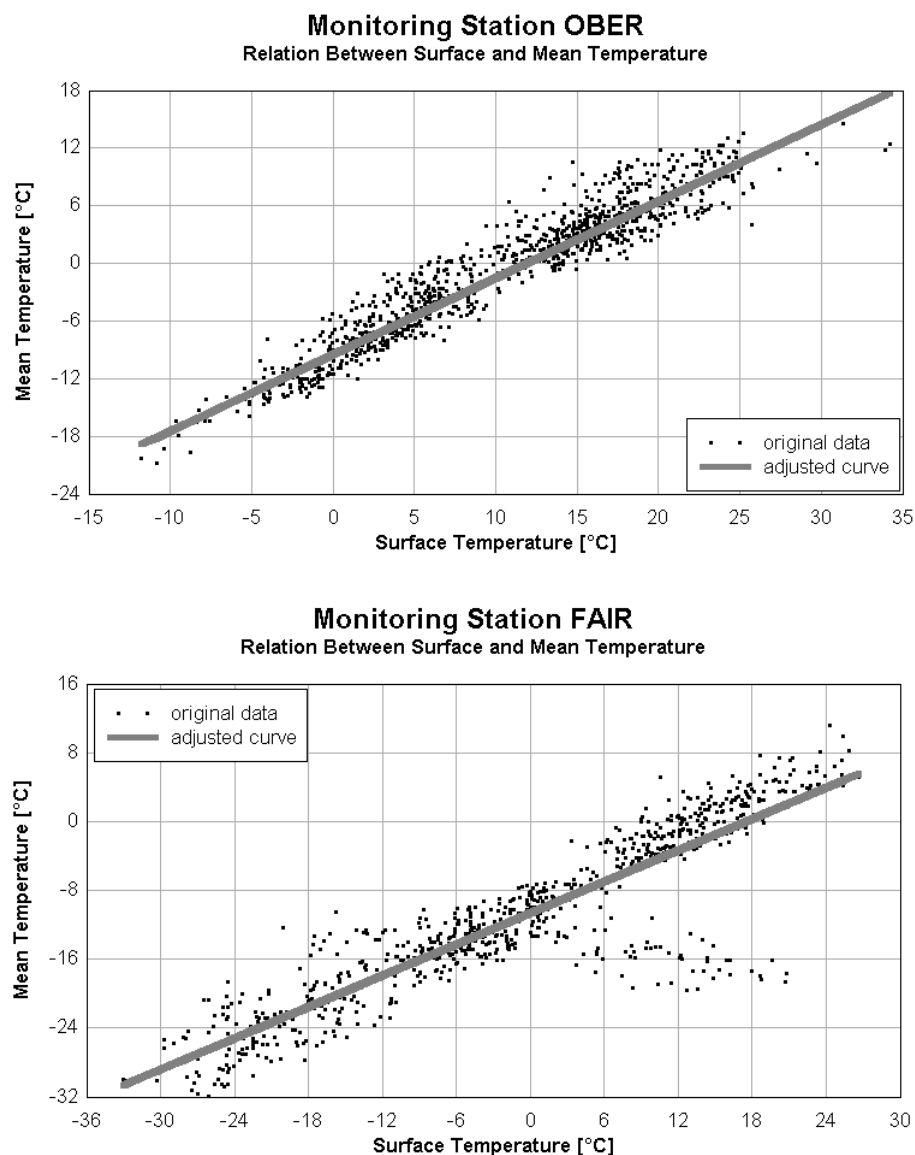 Monitoring Station OBER
Relation Between Surface and Mean Temperature
18
12
6
0
-6
-12
-18
-24
Mean Temperature [°C]
original data
adjusted curve
-15 -10 -5 0 5 10 15 20 25 30 35
Surface Temperature [°C]
Monitoring Station FAIR
Relation Between Surface and Mean Temperature
16
8
0
-8
-16
-24
-32
Mean Temperature [°C]
original data
adjusted curve
-36 -30 -24 -18 -12 -6 0 6 12 18 24 30
Surface Temperature [°C]